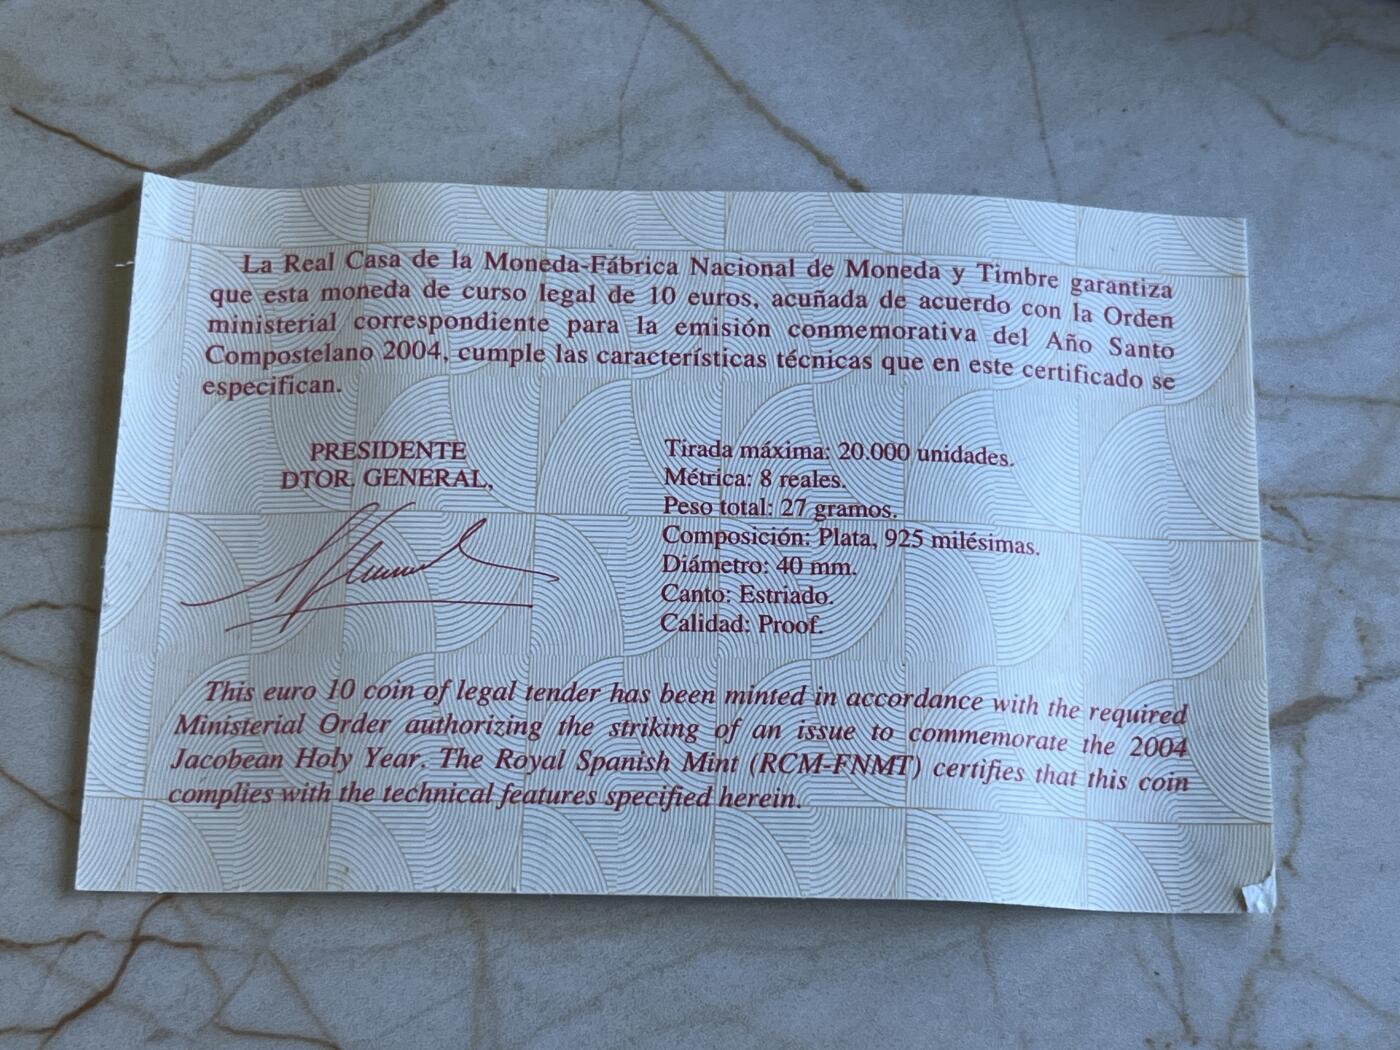 La Real Casa de la Moneda-Fábrica Nacional de Moneda y Timbre garantiza
que esta moneda de curso legal de 10 euros, acuñada de acuerdo con la Orden
ministerial correspondiente para la emisión conmemorativa del Año Santo
Compostelano 2004, cumple las características técnicas que en este certificado se
especifican.
PRESIDENTE
DTOR. GENERAL,
Tirada máxima: 20.000 unidades.
Métrica: 8 reales.
Peso total: 27 gramos.
Composición: Plata, 925 milésimas.
Diámetro: 40 mm.
Canto: Estriado.
Calidad: Proof.
This euro 10 coin of legal tender has been minted in accordance with the required
Ministerial Order authorizing the striking of an issue to commemorate the 2004
Jacobean Holy Year. The Royal Spanish Mint (RCM-FNMT) certifies that this coin
complies with the technical features specified herein.